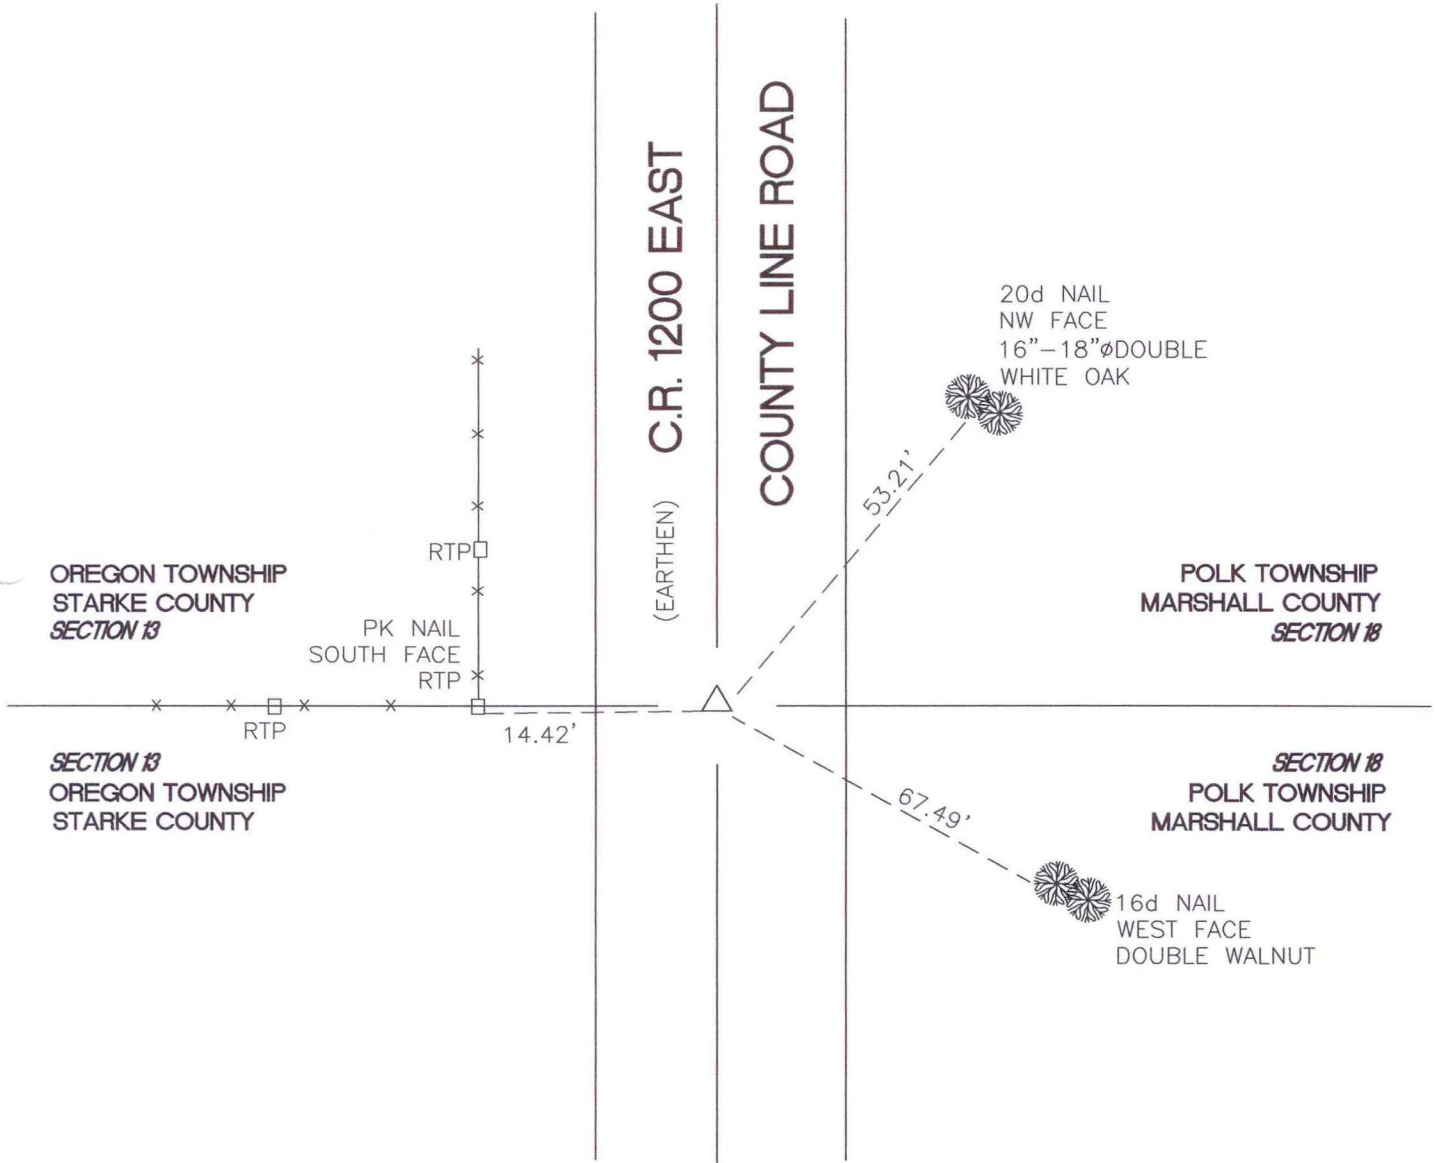 C.R. 1200 EAST
(EARTHEN)
COUNTY LINE ROAD
20d NAIL
NW FACE
16"-18"⌀DOUBLE
WHITE OAK
53.21'
RTP
OREGON TOWNSHIP
STARKE COUNTY
SECTION 13
PK NAIL
SOUTH FACE
RTP
POLK TOWNSHIP
MARSHALL COUNTY
SECTION 18
RTP
14.42'
SECTION 13
OREGON TOWNSHIP
STARKE COUNTY
SECTION 18
POLK TOWNSHIP
MARSHALL COUNTY
67.49'
16d NAIL
WEST FACE
DOUBLE WALNUT